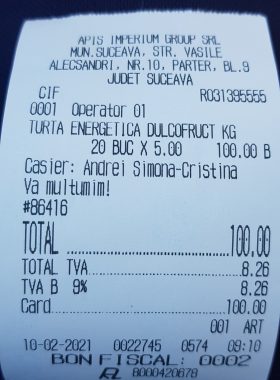 APIS IMPERIUM GROUP SRL
MUN.SUCEAVA, STR. VASILE
ALECSANDRI, NR.10, PARTER, BL.9
JUDET SUCEAVA
CIF RO31385555
0001 Operator 01
TURTA ENERGETICA DULCOFRUCT KG
20 BUC X 5.00 100.00 B
Casier: Andrei Simona-Cristina
Va multumim!
#86416
TOTAL 100.00
TOTAL TVA 8.26
TVA B 9% 8.26
Card 100.00
001 ART
10-02-2021 0022745 0574 09:10
BON FISCAL: 0002
8000420678